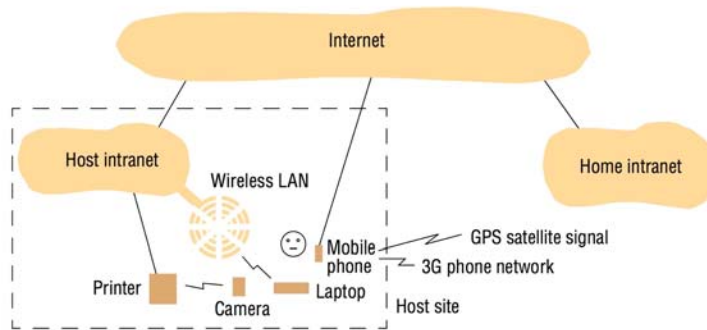 Internet
Host intranet
Wireless LAN
Home intranet
Mobile
phone
GPS satellite signal
3G phone network
Printer
Camera
Laptop
Host site